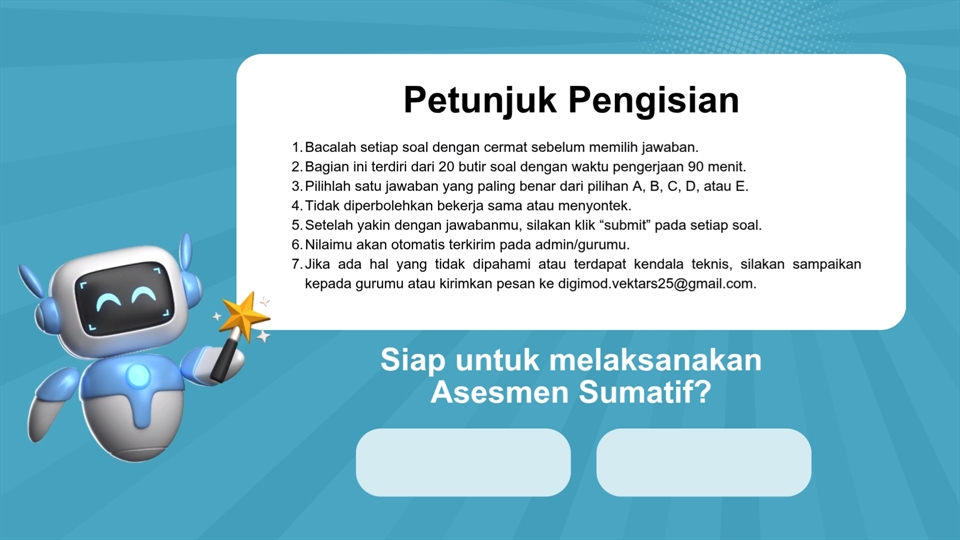 Petunjuk Pengisian
1. Bacalah setiap soal dengan cermat sebelum memilih jawaban.
2. Bagian ini terdiri dari 20 butir soal dengan waktu pengerjaan 90 menit.
3. Pilihlah satu jawaban yang paling benar dari pilihan A, B, C, D, atau E.
4. Tidak diperbolehkan bekerja sama atau menyontek.
5. Setelah yakin dengan jawabanmu, silakan klik “submit” pada setiap soal.
6. Nilaimu akan otomatis terkirim pada admin/gurumu.
7. Jika ada hal yang tidak dipahami atau terdapat kendala teknis, silakan sampaikan
kepada gurumu atau kirimkan pesan ke digimod.vektars25@gmail.com.
Siap untuk melaksanakan
Asesmen Sumatif?